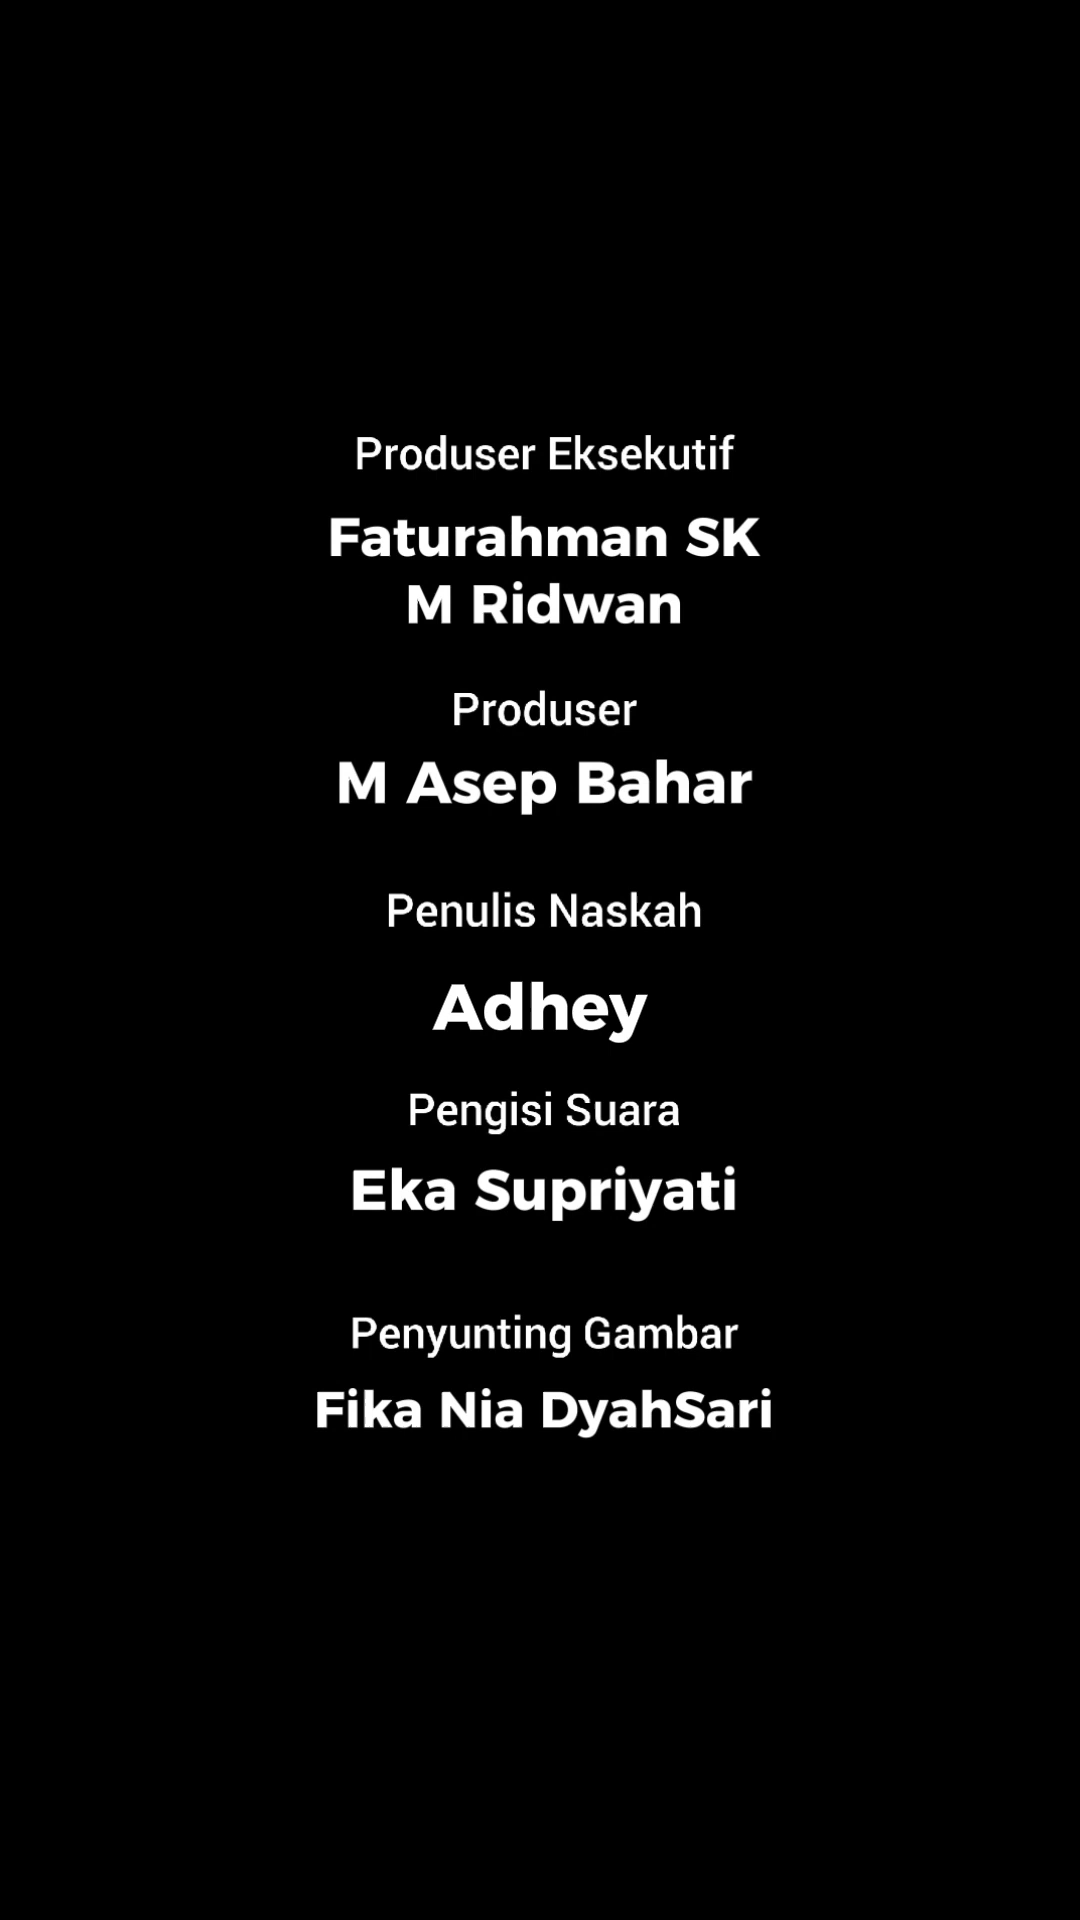 Produser Eksekutif
Faturahman SK
M Ridwan
Produser
M Asep Bahar
Penulis Naskah
Adhey
Pengisi Suara
Eka Supriyati
Penyunting Gambar
Fika Nia DyahSari